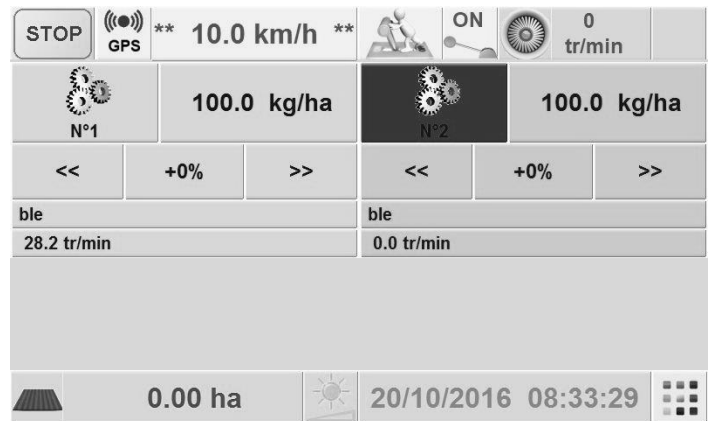 STOP GPS ** 10.0 km/h ** ON 0 tr/min
N°1 100.0 kg/ha N°2 100.0 kg/ha
<< +0% >> << +0% >>
ble ble
28.2 tr/min 0.0 tr/min
0.00 ha 20/10/2016 08:33:29